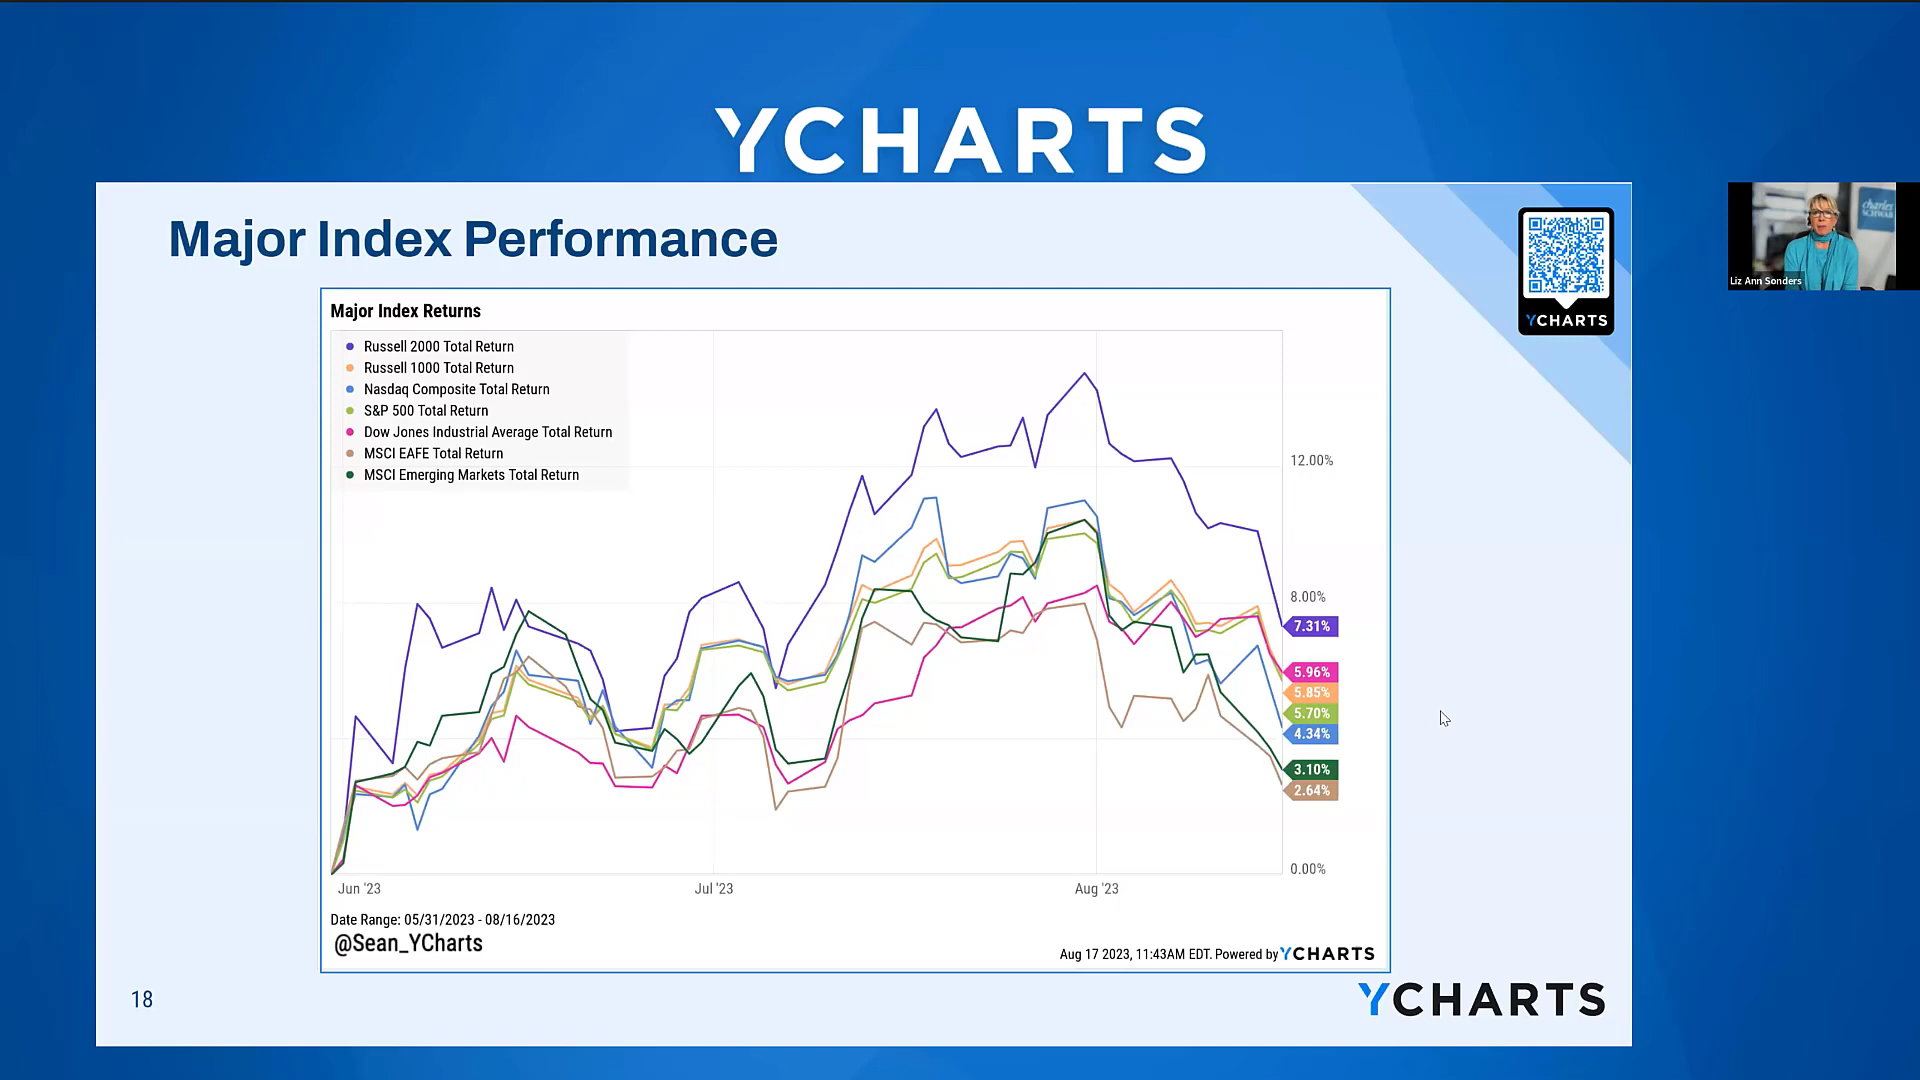 YCHARTS
Major Index Performance
YCHARTS
charles
SCHWAB
Liz Ann Sonders
Major Index Returns
Russell 2000 Total Return
Russell 1000 Total Return
Nasdaq Composite Total Return
S&P 500 Total Return
Dow Jones Industrial Average Total Return
MSCI EAFE Total Return
MSCI Emerging Markets Total Return
12.00%
8.00%
7.31%
5.96%
5.85%
5.70%
4.34%
3.10%
2.64%
0.00%
Jun '23
Jul '23
Aug '23
Date Range: 05/31/2023 - 08/16/2023
@Sean_YCharts
Aug 17 2023, 11:43AM EDT. Powered by YCHARTS
18
YCHARTS